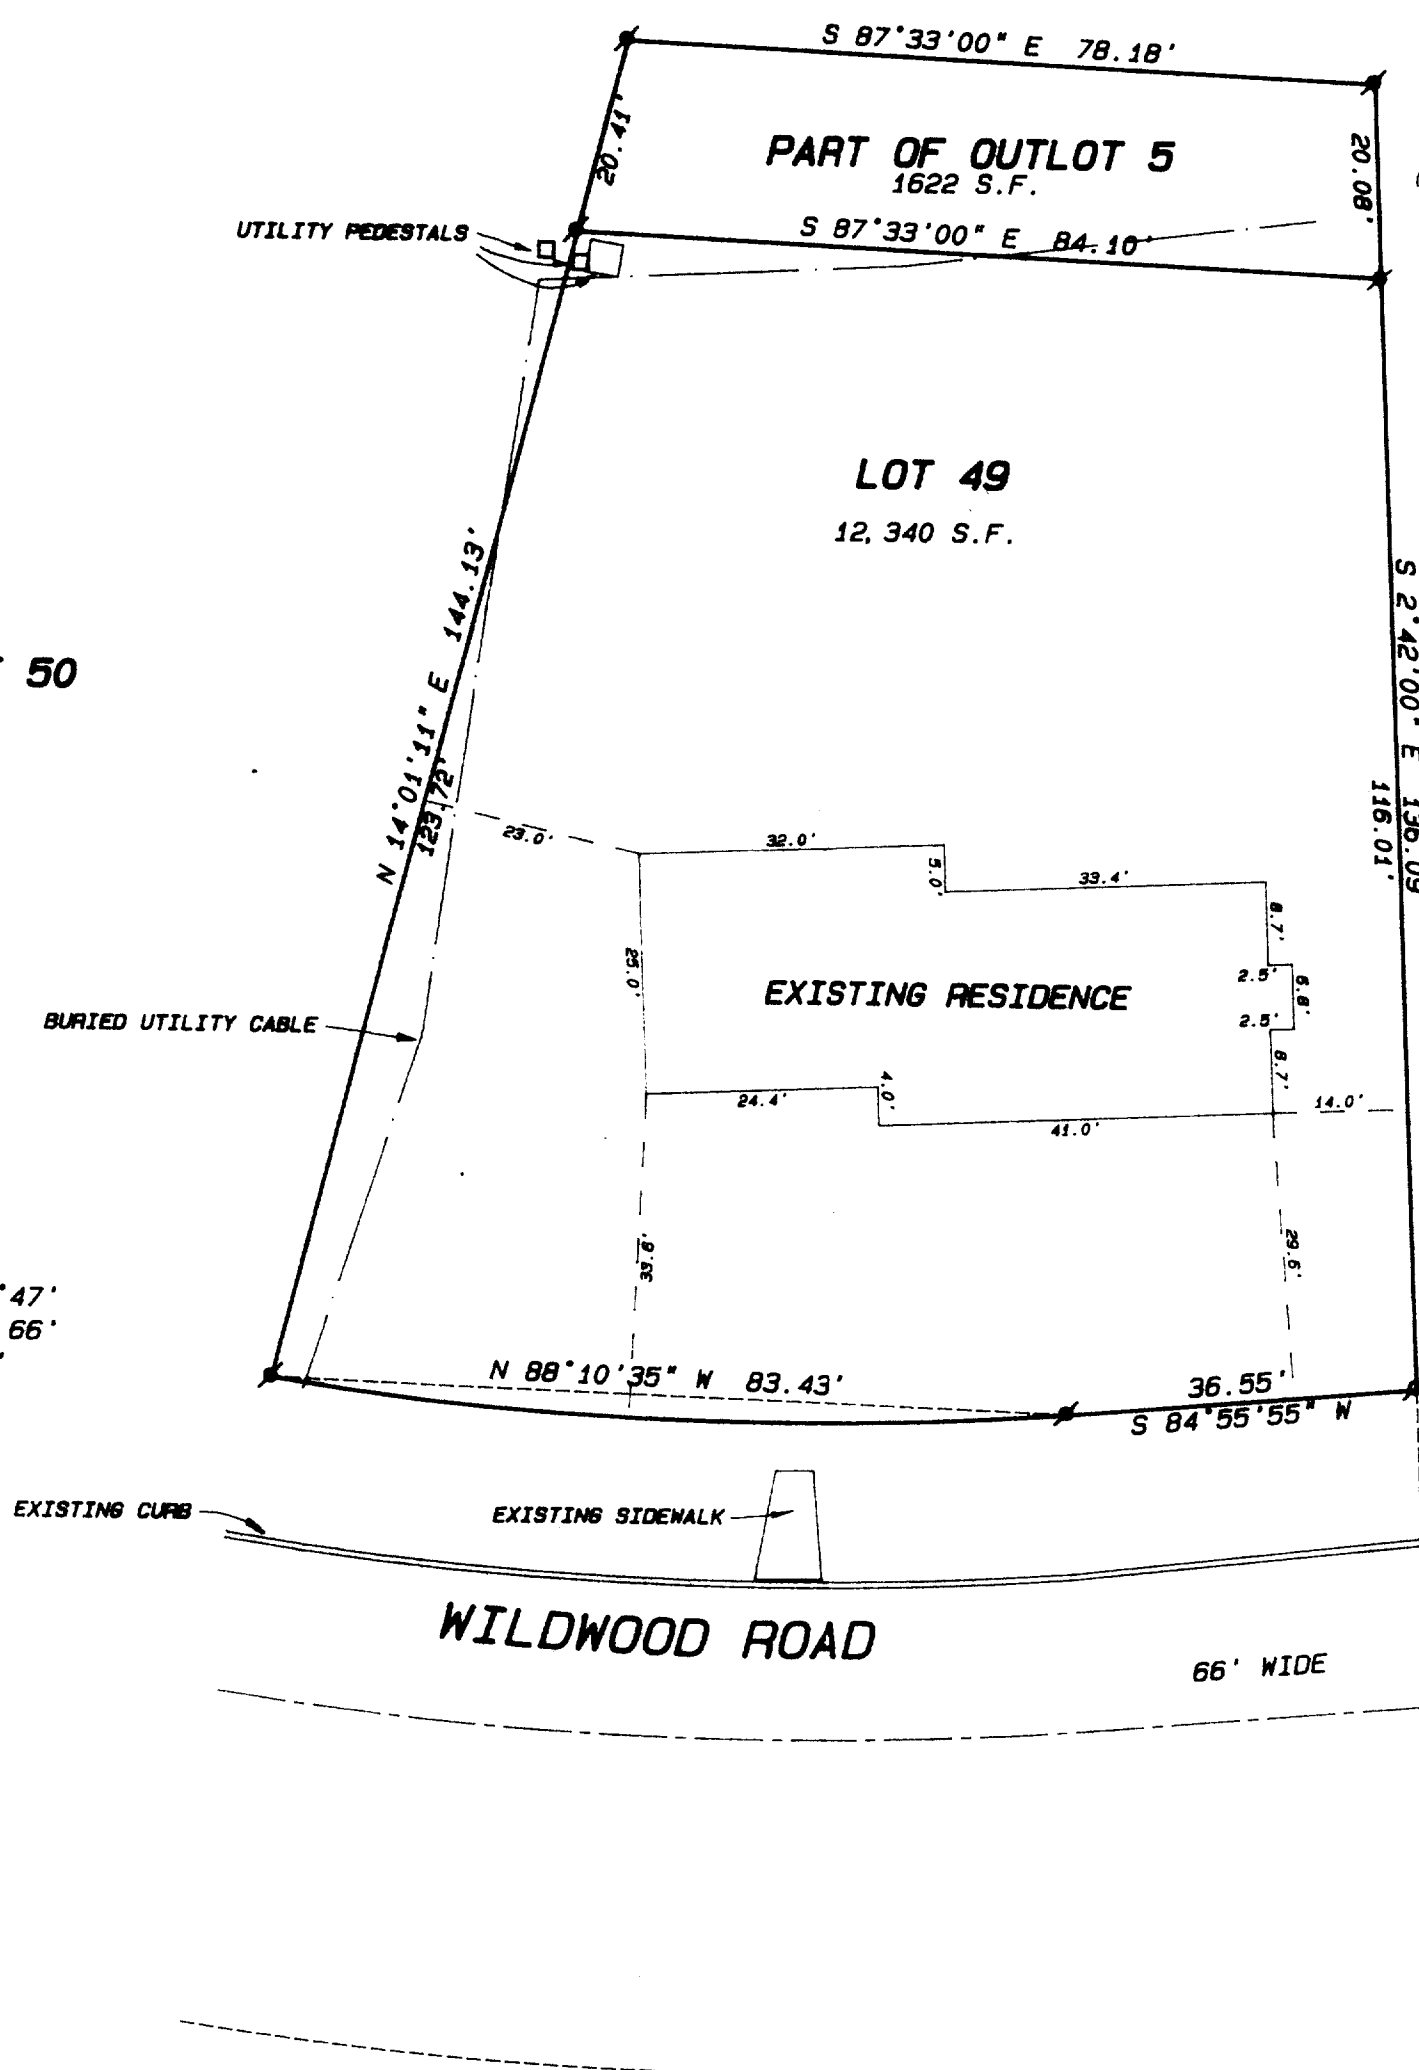 S 87°33'00" E 78.18'
20.41'
PART OF OUTLOT 5
1622 S.F.
20.08'
UTILITY PEDESTALS
S 87°33'00" E 84.10'
LOT 49
12,340 S.F.
N 14°01'11" E 144.13'
123.72'
S 2°42'00" E 136.09
116.01'
50
23.0'
32.0'
5.0'
33.4'
8.7'
2.5'
6.8'
2.5'
8.7'
25.0'
EXISTING RESIDENCE
BURIED UTILITY CABLE
24.4'
4.0'
41.0'
14.0'
33.8'
29.6'
°47'
66'
N 88°10'35" W 83.43'
36.55'
S 84°55'55" W
EXISTING CURB
EXISTING SIDEWALK
WILDWOOD ROAD
66' WIDE